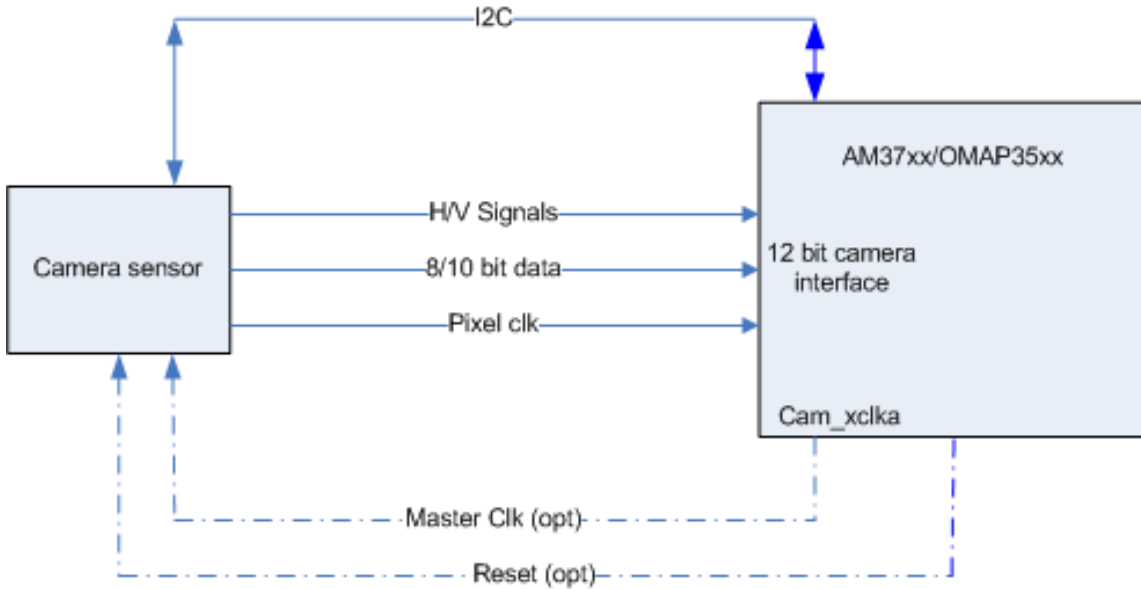 I2C
AM37xx/OMAP35xx
H/V Signals
Camera sensor
8/10 bit data
12 bit camera
interface
Pixel clk
Cam_xclka
Master Clk (opt)
Reset (opt)